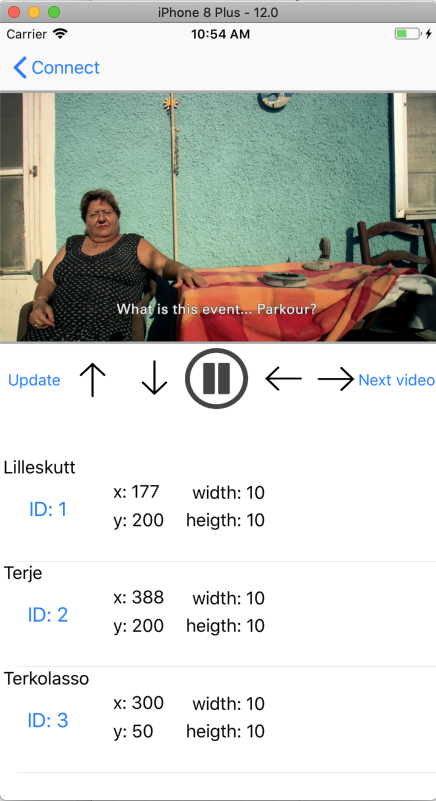 iPhone 8 Plus - 12.0
Carrier 10:54 AM
Connect
What is this event... Parkour?
Update Next video
Lilleskutt
ID: 1 x: 177 width: 10
y: 200 heigth: 10
Terje
ID: 2 x: 388 width: 10
y: 200 heigth: 10
Terkolasso
ID: 3 x: 300 width: 10
y: 50 heigth: 10